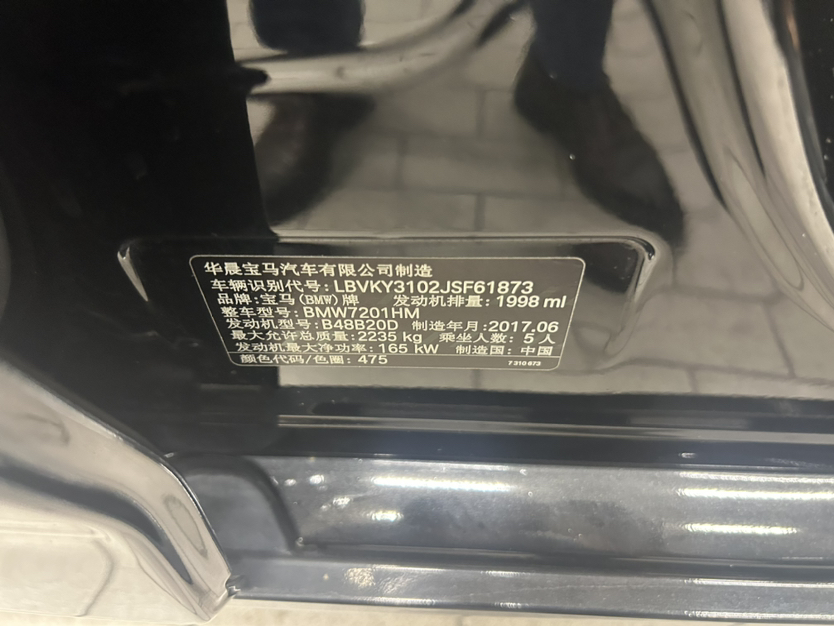 华晨宝马汽车有限公司制造
车辆识别代号: LBVKY3102JSF61873
品牌: 宝马(BMW)牌 发动机排量: 1998 ml
整车型号: BMW7201HM
发动机型号: B48B20D 制造年月: 2017.06
最大允许总质量: 2235 kg 乘坐人数: 5 人
发动机最大净功率: 165 kW 制造国: 中国
颜色代码/色圈: 475 7310673